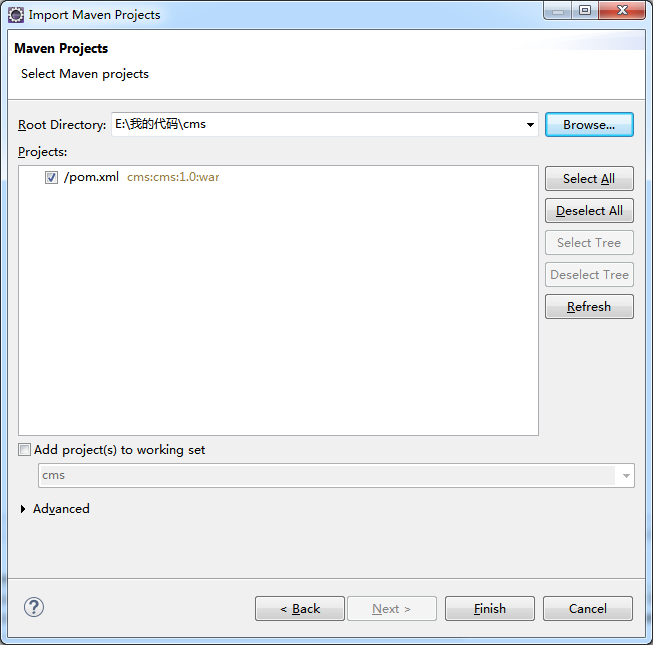 Import Maven Projects
Maven Projects
Select Maven projects
Root Directory: E:\我的代码\cms Browse...
Projects:
/pom.xml cms:cms:1.0:war
Select All
Deselect All
Select Tree
Deselect Tree
Refresh
Add project(s) to working set
cms
Advanced
? < Back Next > Finish Cancel